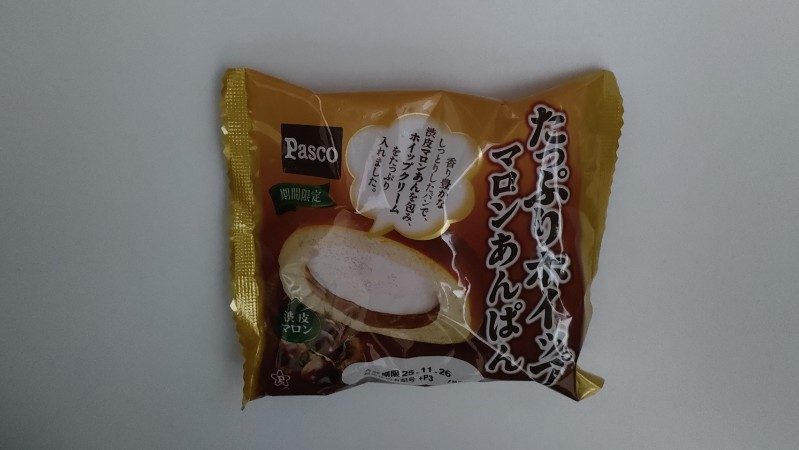 Pasco
期間限定
香り豊かな
しっとりしたパンで、
渋皮マロンあんを包み、
ホイップクリーム
をたっぷり
入れました。
たっぷりホイップ
マロンあんぱん
渋皮
マロン
期限 25.11.26
+P3